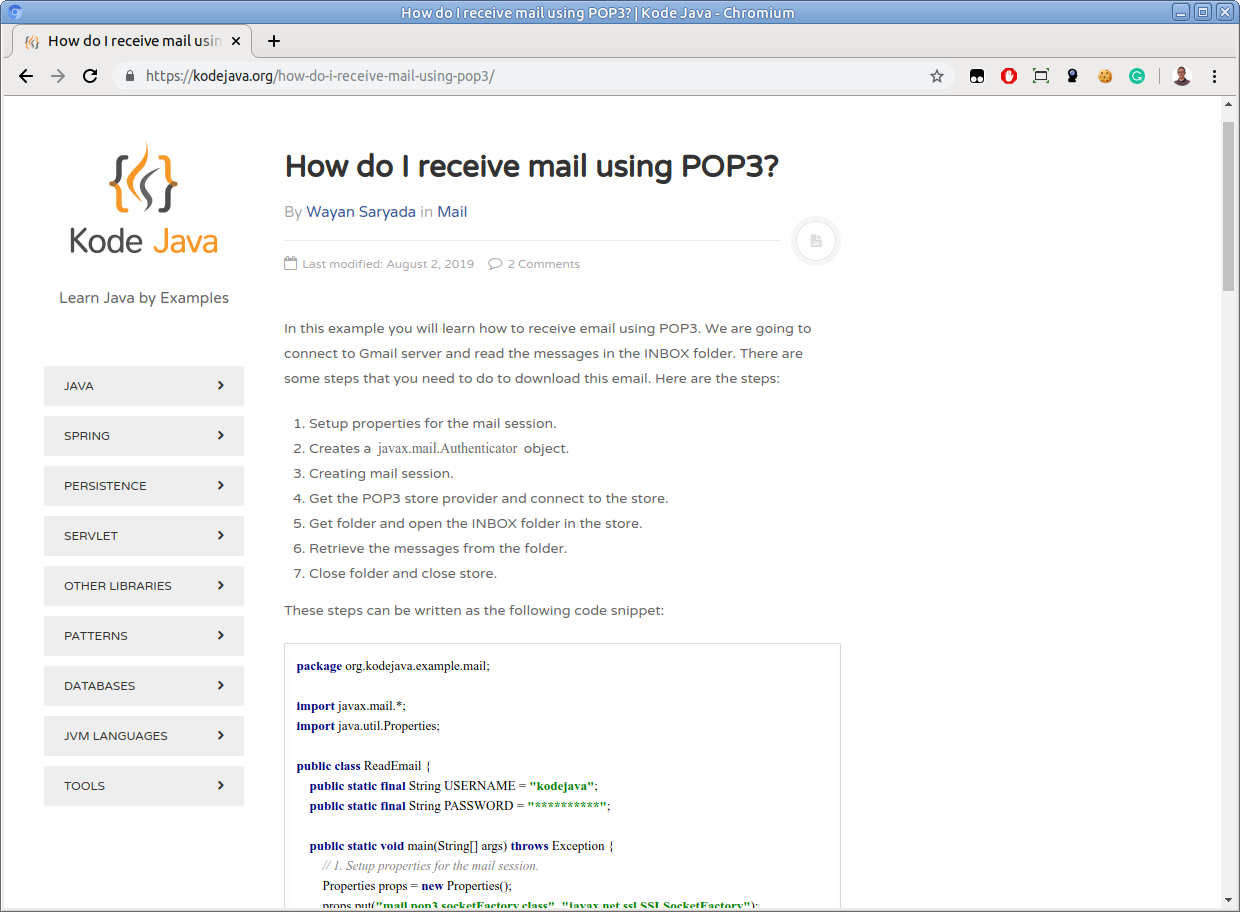 How do I receive mail using POP3? | Kode Java - Chromium
How do I receive mail usin
https://kodejava.org/how-do-i-receive-mail-using-pop3/
Kode Java
Learn Java by Examples
JAVA
SPRING
PERSISTENCE
SERVLET
OTHER LIBRARIES
PATTERNS
DATABASES
JVM LANGUAGES
TOOLS
How do I receive mail using POP3?
By Wayan Saryada in Mail
Last modified: August 2, 2019 2 Comments
In this example you will learn how to receive email using POP3. We are going to
connect to Gmail server and read the messages in the INBOX folder. There are
some steps that you need to do to download this email. Here are the steps:
1. Setup properties for the mail session.
2. Creates a javax.mail.Authenticator object.
3. Creating mail session.
4. Get the POP3 store provider and connect to the store.
5. Get folder and open the INBOX folder in the store.
6. Retrieve the messages from the folder.
7. Close folder and close store.
These steps can be written as the following code snippet:
package org.kodejava.example.mail;
import javax.mail.*;
import java.util.Properties;
public class ReadEmail {
public static final String USERNAME = "kodejava";
public static final String PASSWORD = "**********";
public static void main(String[] args) throws Exception {
// 1. Setup properties for the mail session.
Properties props = new Properties();
props.put("mail.pop3.socketFactory.class", "javax.net.ssl.SSLSocketFactory");